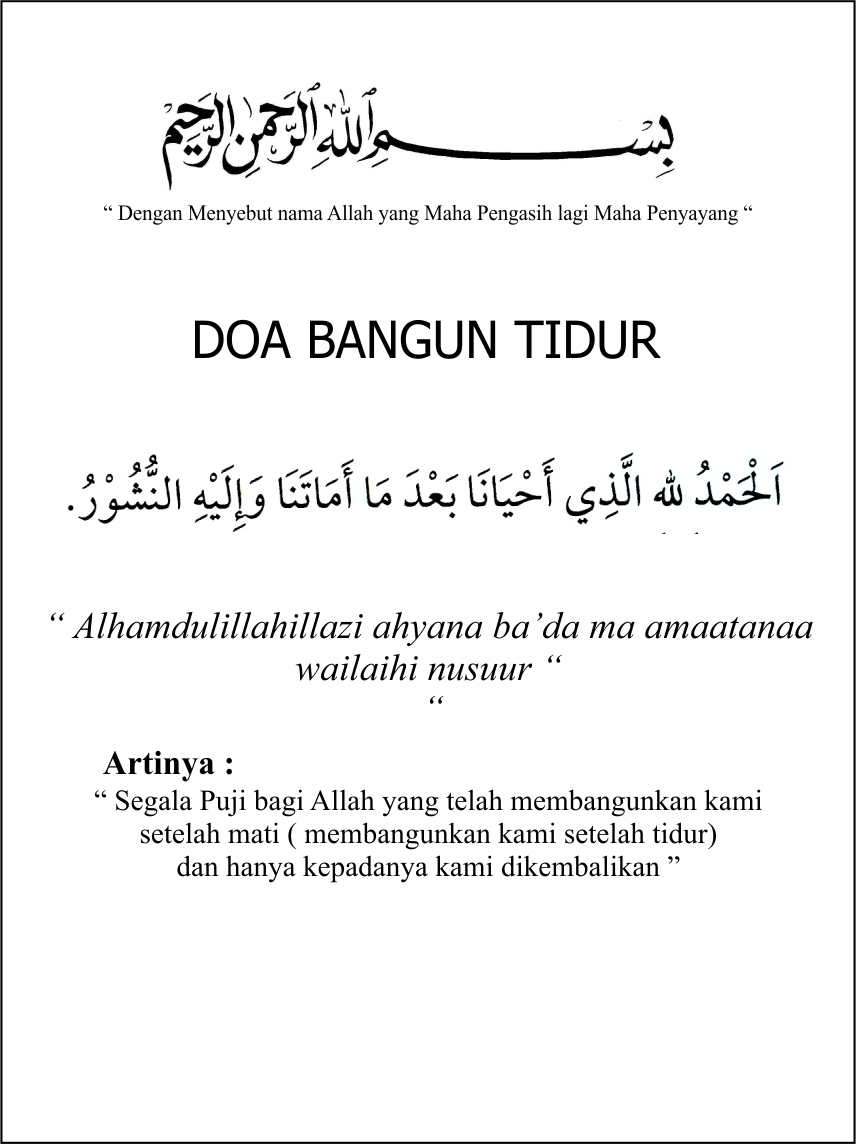 بِسْمِ ٱللَّهِ ٱلرَّحْمَٰنِ ٱلرَّحِيمِ
“ Dengan Menyebut nama Allah yang Maha Pengasih lagi Maha Penyayang “
DOA BANGUN TIDUR
اَلْحَمْدُ لله الَّذِي أَحْيَانَا بَعْدَ مَا أَمَاتَنَا وَإِلَيْهِ النُّشُوْرُ.
“ Alhamdulillahillazi ahyana ba’da ma amaatanaa
wailaihi nusuur “
“
Artinya :
“ Segala Puji bagi Allah yang telah membangunkan kami
setelah mati ( membangunkan kami setelah tidur)
dan hanya kepadanya kami dikembalikan ”